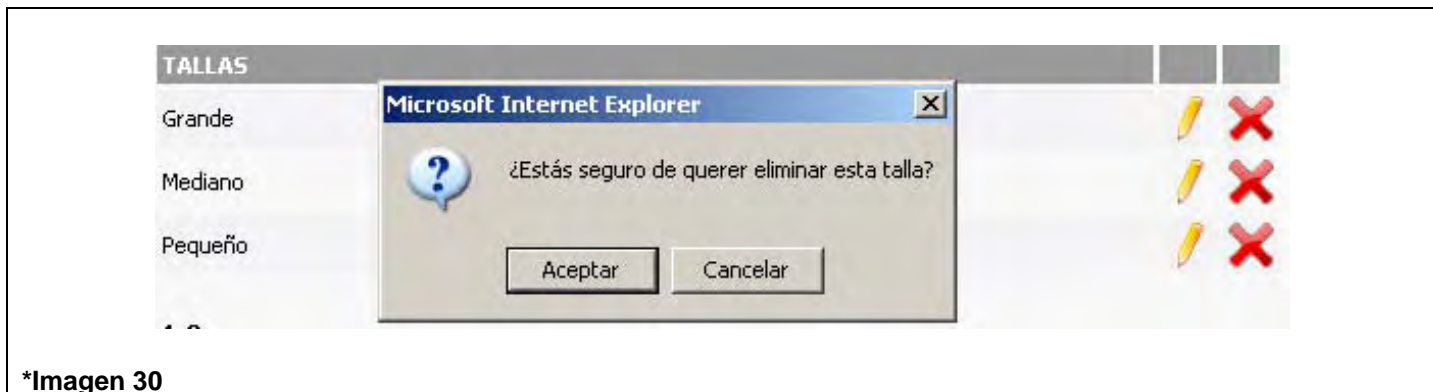 TALLAS
Grande
Mediano
Pequeño
Microsoft Internet Explorer
¿Estás seguro de querer eliminar esta talla?
Aceptar Cancelar
*Imagen 30